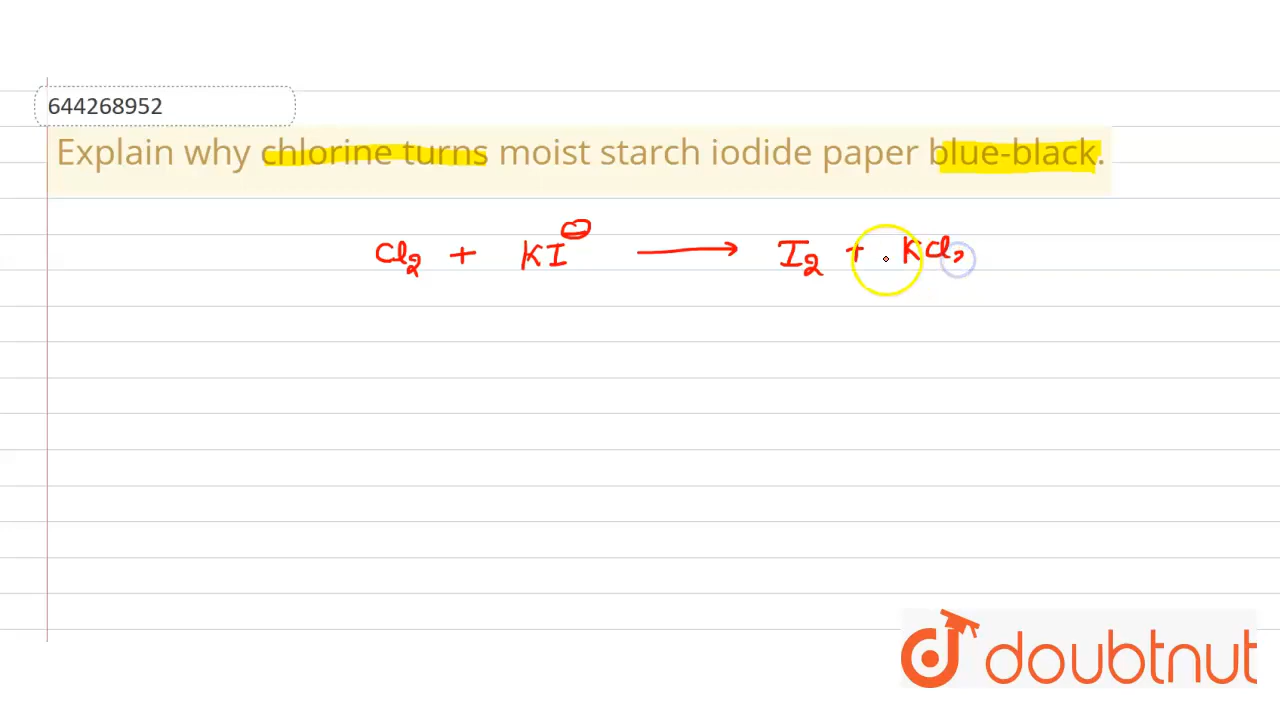 644268952
Explain why chlorine turns moist starch iodide paper blue-black.
Cl₂ + KI⁻ → I₂ + KCl,
doubtnut